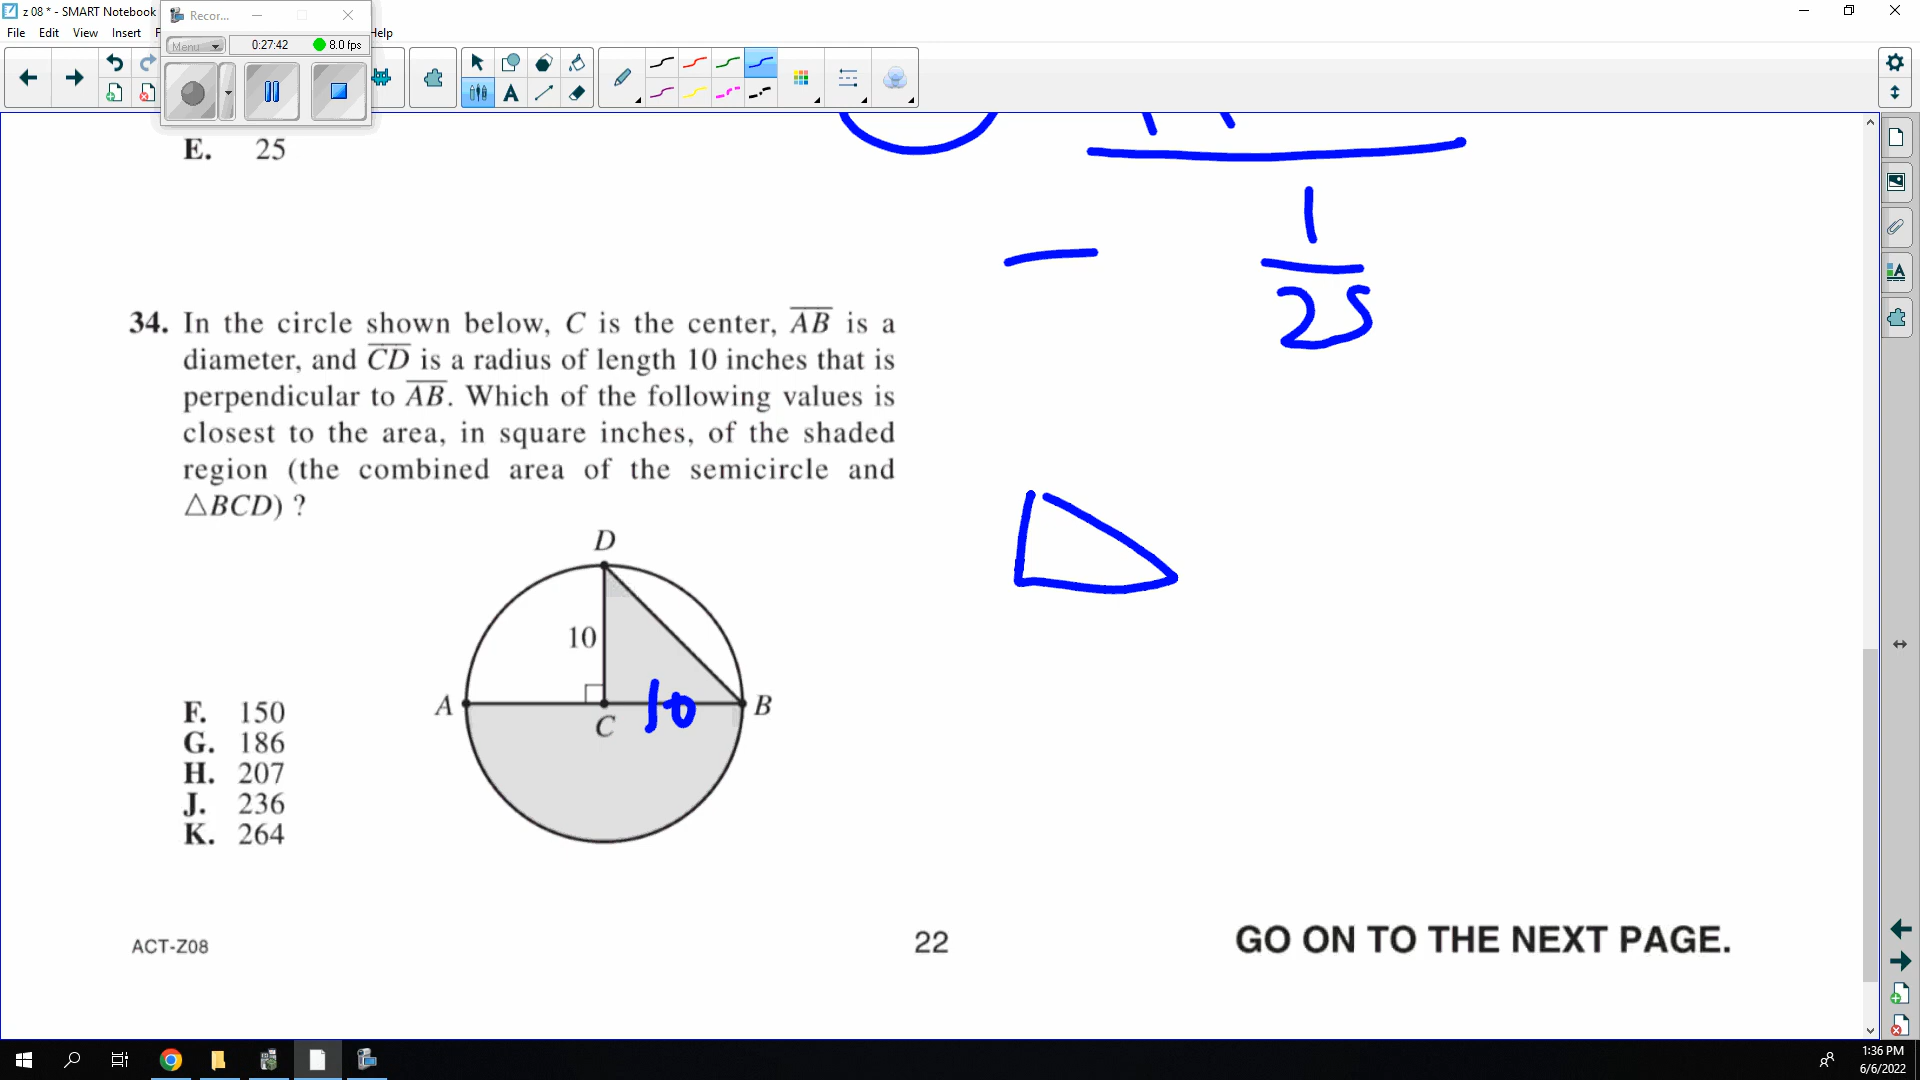 z 08 * - SMART Notebook
Recor...
File Edit View Insert
elp
Menu
0:27:42
8.0 fps
E. 25
1
25
34. In the circle shown below, C is the center, AB is a
diameter, and CD is a radius of length 10 inches that is
perpendicular to AB. Which of the following values is
closest to the area, in square inches, of the shaded
region (the combined area of the semicircle and
△BCD) ?
D
10
A
10
B
C
F. 150
G. 186
H. 207
J. 236
K. 264
ACT-Z08
22
GO ON TO THE NEXT PAGE.
1:36 PM
6/6/2022